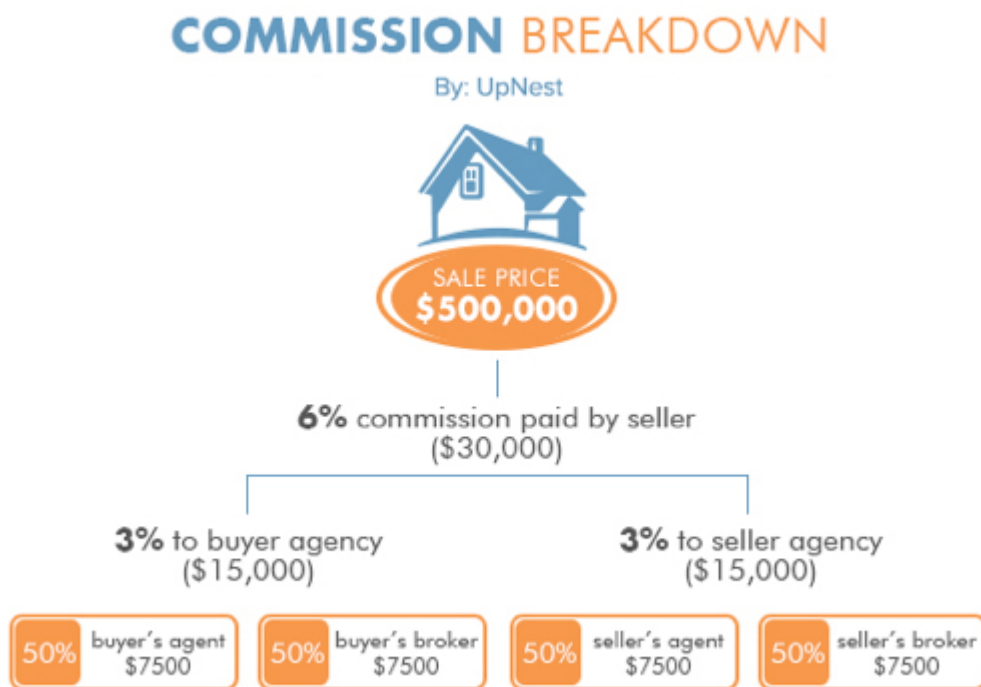 COMMISSION BREAKDOWN
By: UpNest
SALE PRICE
$500,000
6% commission paid by seller
($30,000)
3% to buyer agency
($15,000)
3% to seller agency
($15,000)
50%
buyer's agent
$7500
50%
buyer's broker
$7500
50%
seller's agent
$7500
50%
seller's broker
$7500